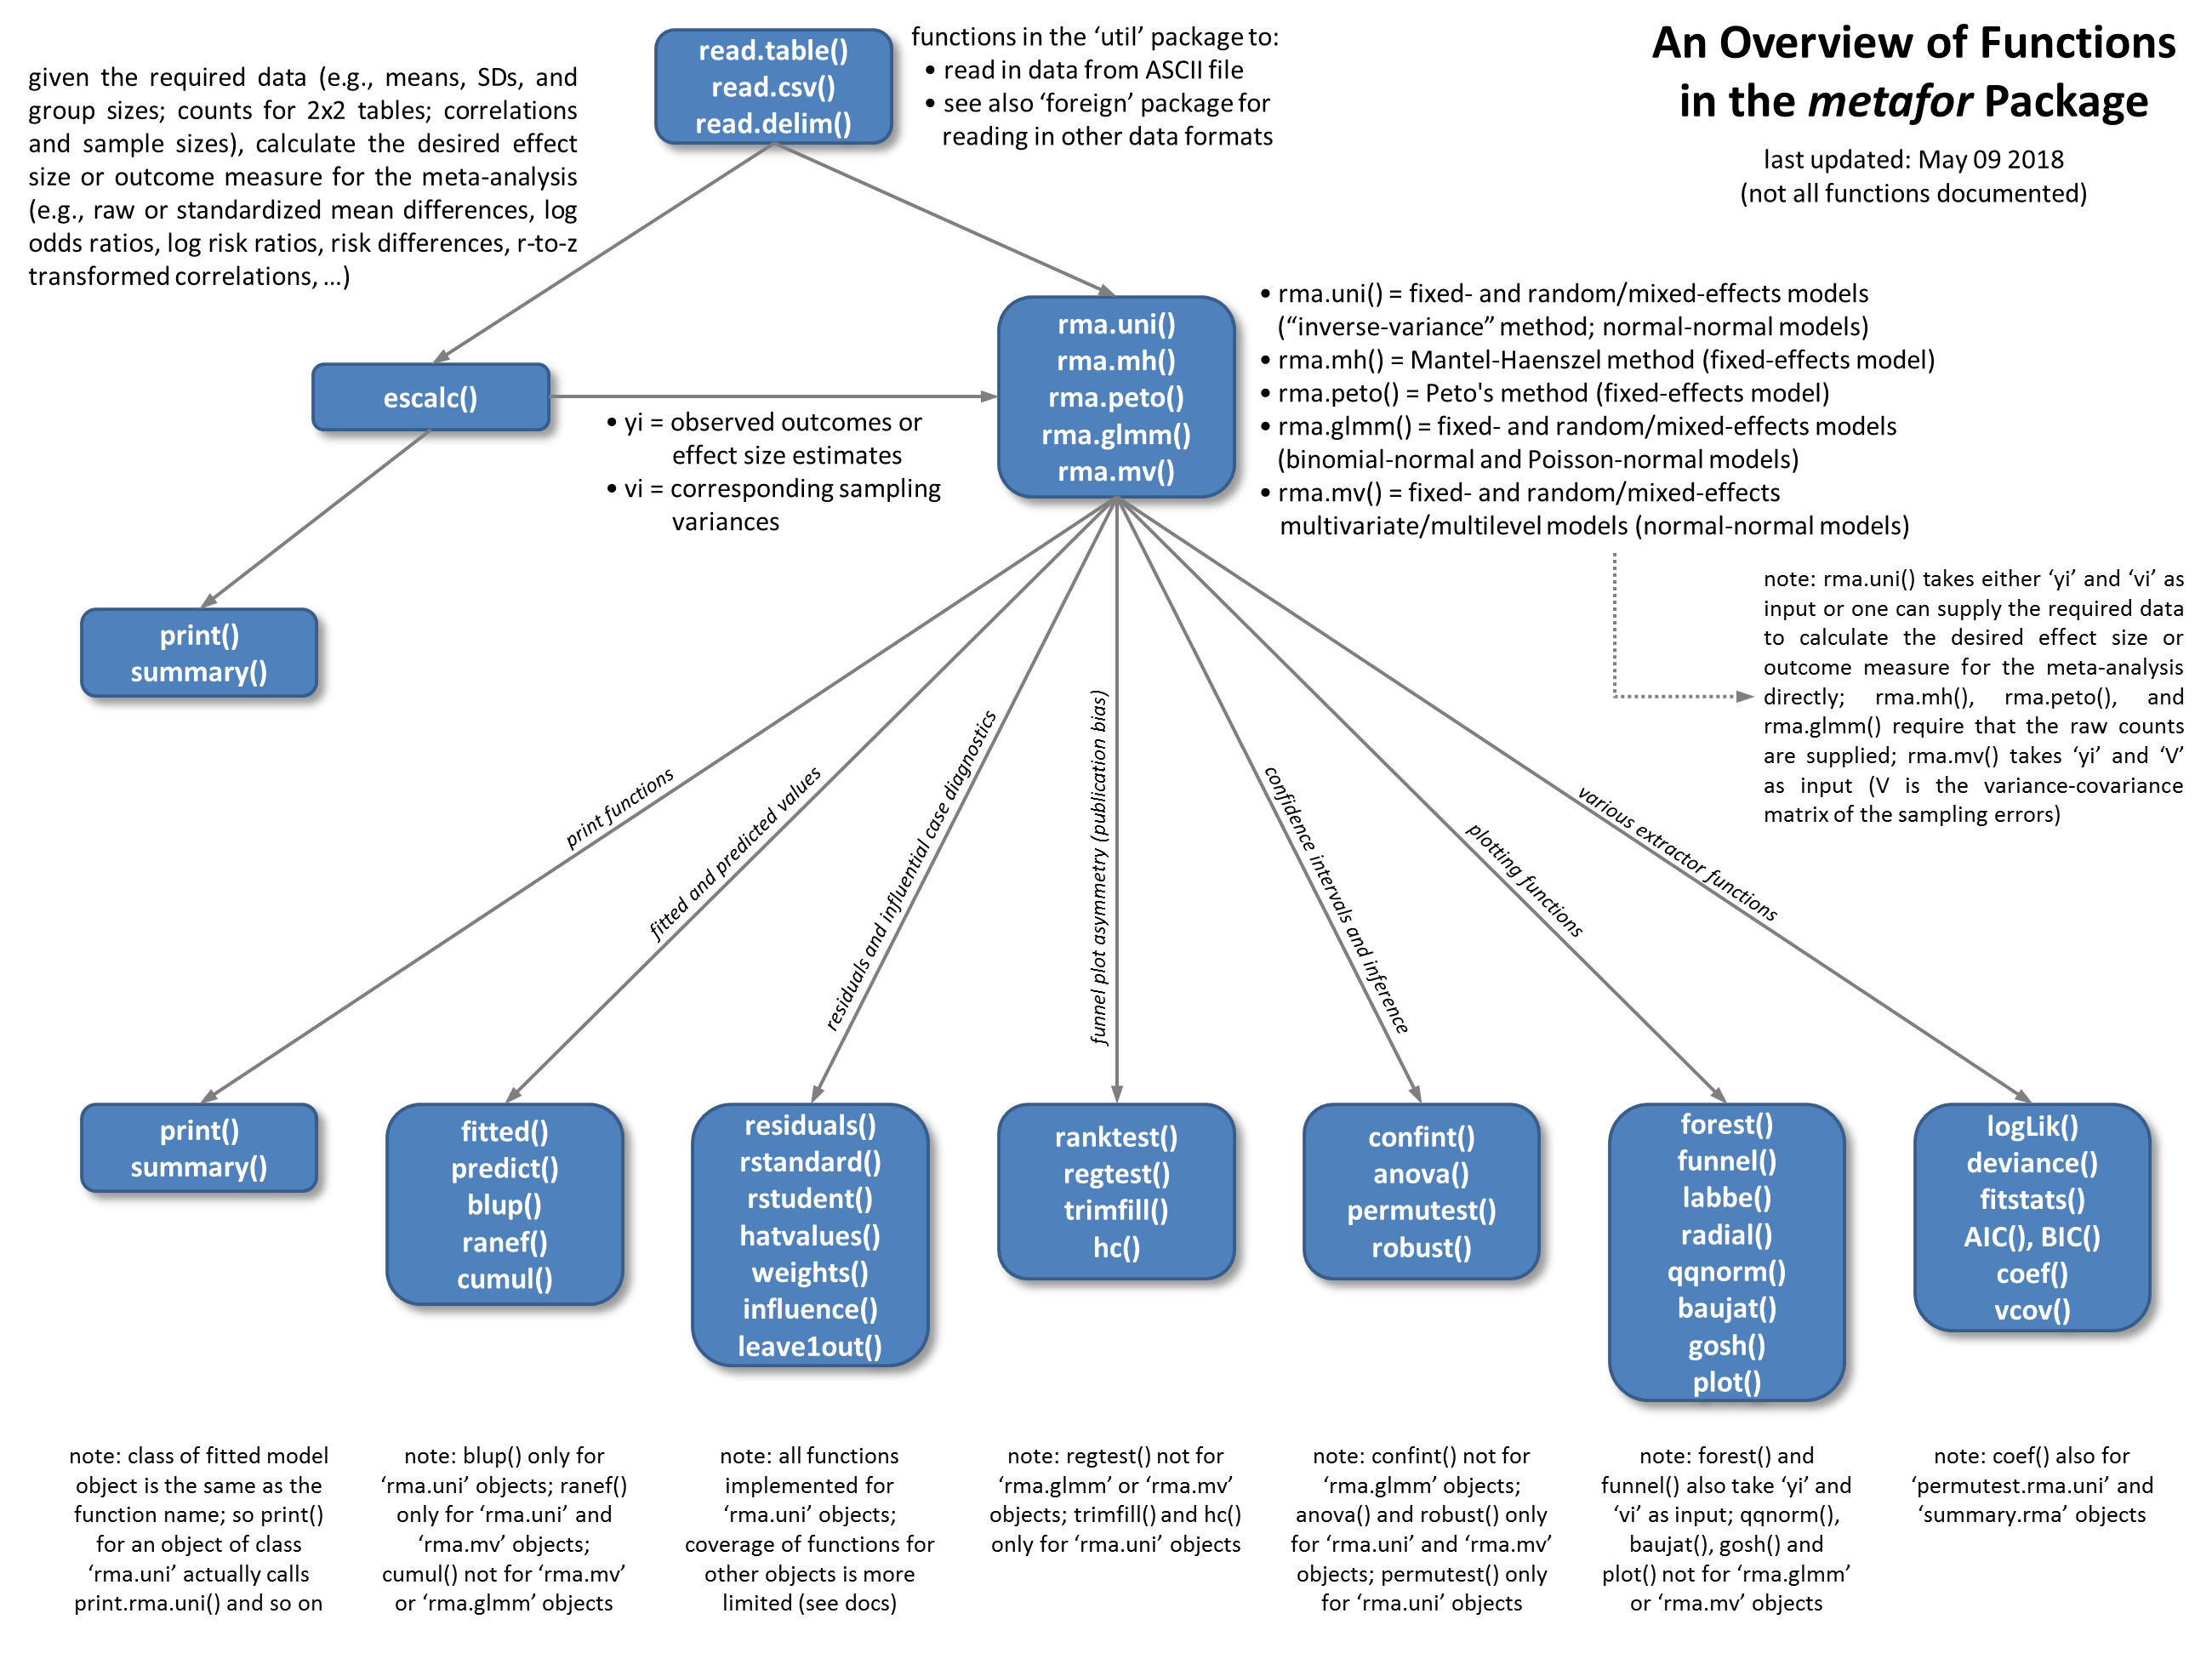 An Overview of Functions
in the metafor Package
last updated: May 09 2018
(not all functions documented)
read.table()
read.csv()
read.delim()
functions in the ‘util’ package to:
• read in data from ASCII file
• see also ‘foreign’ package for
reading in other data formats
given the required data (e.g., means, SDs, and
group sizes; counts for 2x2 tables; correlations
and sample sizes), calculate the desired effect
size or outcome measure for the meta-analysis
(e.g., raw or standardized mean differences, log
odds ratios, log risk ratios, risk differences, r-to-z
transformed correlations, …)
escalc()
• yi = observed outcomes or
effect size estimates
• vi = corresponding sampling
variances
print()
summary()
rma.uni()
rma.mh()
rma.peto()
rma.glmm()
rma.mv()
• rma.uni() = fixed- and random/mixed-effects models
(“inverse-variance” method; normal-normal models)
• rma.mh() = Mantel-Haenszel method (fixed-effects model)
• rma.peto() = Peto's method (fixed-effects model)
• rma.glmm() = fixed- and random/mixed-effects models
(binomial-normal and Poisson-normal models)
• rma.mv() = fixed- and random/mixed-effects
multivariate/multilevel models (normal-normal models)
note: rma.uni() takes either ‘yi’ and ‘vi’ as
input or one can supply the required data
to calculate the desired effect size or
outcome measure for the meta-analysis
directly; rma.mh(), rma.peto(), and
rma.glmm() require that the raw counts
are supplied; rma.mv() takes ‘yi’ and ‘V’
as input (V is the variance-covariance
matrix of the sampling errors)
print functions
fitted and predicted values
residuals and influential case diagnostics
funnel plot asymmetry (publication bias)
confidence intervals and inference
plotting functions
various extractor functions
print()
summary()
fitted()
predict()
blup()
ranef()
cumul()
residuals()
rstandard()
rstudent()
hatvalues()
weights()
influence()
leave1out()
ranktest()
regtest()
trimfill()
hc()
confint()
anova()
permutest()
robust()
forest()
funnel()
labbe()
radial()
qqnorm()
baujat()
gosh()
plot()
logLik()
deviance()
fitstats()
AIC(), BIC()
coef()
vcov()
note: class of fitted model
object is the same as the
function name; so print()
for an object of class
‘rma.uni’ actually calls
print.rma.uni() and so on
note: blup() only for
‘rma.uni’ objects; ranef()
only for ‘rma.uni’ and
‘rma.mv’ objects;
cumul() not for ‘rma.mv’
or ‘rma.glmm’ objects
note: all functions
implemented for
‘rma.uni’ objects;
coverage of functions for
other objects is more
limited (see docs)
note: regtest() not for
‘rma.glmm’ or ‘rma.mv’
objects; trimfill() and hc()
only for ‘rma.uni’ objects
note: confint() not for
‘rma.glmm’ objects;
anova() and robust() only
for ‘rma.uni’ and ‘rma.mv’
objects; permutest() only
for ‘rma.uni’ objects
note: forest() and
funnel() also take ‘yi’ and
‘vi’ as input; qqnorm(),
baujat(), gosh() and
plot() not for ‘rma.glmm’
or ‘rma.mv’ objects
note: coef() also for
‘permutest.rma.uni’ and
‘summary.rma’ objects